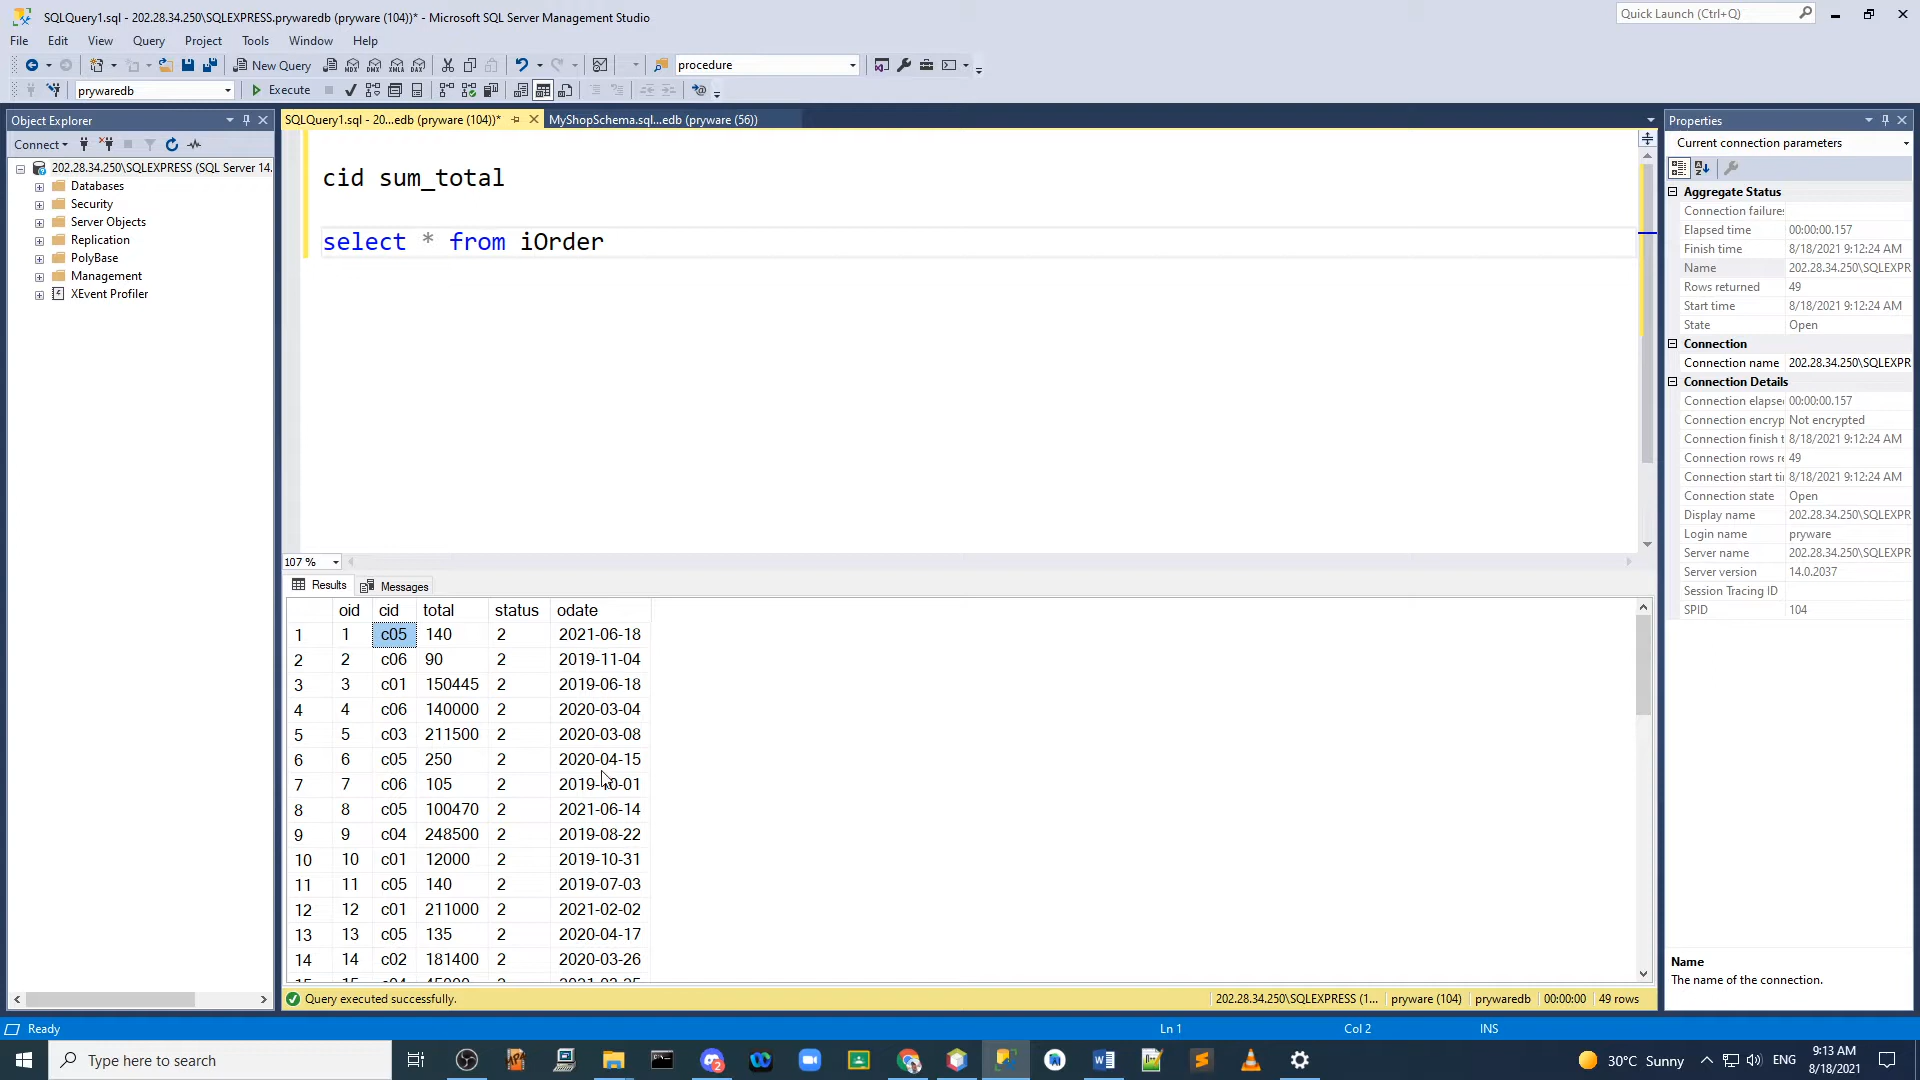 SQLQuery1.sql - 202.28.34.250\SQLEXPRESS.prywaredb (pryware (104))* - Microsoft SQL Server Management Studio
Quick Launch (Ctrl+Q)
File Edit View Query Project Tools Window Help
New Query
MDX DMX XMLA DAX
procedure
prywaredb
Execute
Object Explorer
Connect
202.28.34.250\SQLEXPRESS (SQL Server 14.
Databases
Security
Server Objects
Replication
PolyBase
Management
XEvent Profiler
SQLQuery1.sql - 20...edb (pryware (104))*
MyShopSchema.sql...edb (pryware (56))
cid sum_total
select * from iOrder
107 %
Results Messages
oid cid total status odate
1 1 c05 140 2 2021-06-18
2 2 c06 90 2 2019-11-04
3 3 c01 150445 2 2019-06-18
4 4 c06 140000 2 2020-03-04
5 5 c03 211500 2 2020-03-08
6 6 c05 250 2 2020-04-15
7 7 c06 105 2 2019-10-01
8 8 c05 100470 2 2021-06-14
9 9 c04 248500 2 2019-08-22
10 10 c01 12000 2 2019-10-31
11 11 c05 140 2 2019-07-03
12 12 c01 211000 2 2021-02-02
13 13 c05 135 2 2020-04-17
14 14 c02 181400 2 2020-03-26
Query executed successfully.
202.28.34.250\SQLEXPRESS (1... pryware (104) prywaredb 00:00:00 49 rows
Properties
Current connection parameters
Aggregate Status
Connection failures
Elapsed time 00:00:00.157
Finish time 8/18/2021 9:12:24 AM
Name 202.28.34.250\SQLEXPR
Rows returned 49
Start time 8/18/2021 9:12:24 AM
State Open
Connection
Connection name 202.28.34.250\SQLEXPR
Connection Details
Connection elapse 00:00:00.157
Connection encryp Not encrypted
Connection finish t 8/18/2021 9:12:24 AM
Connection rows re 49
Connection start ti 8/18/2021 9:12:24 AM
Connection state Open
Display name 202.28.34.250\SQLEXPR
Login name pryware
Server name 202.28.34.250\SQLEXPR
Server version 14.0.2037
Session Tracing ID
SPID 104
Name
The name of the connection.
Ready
Ln 1 Col 2 INS
Type here to search
30°C Sunny
ENG
9:13 AM
8/18/2021